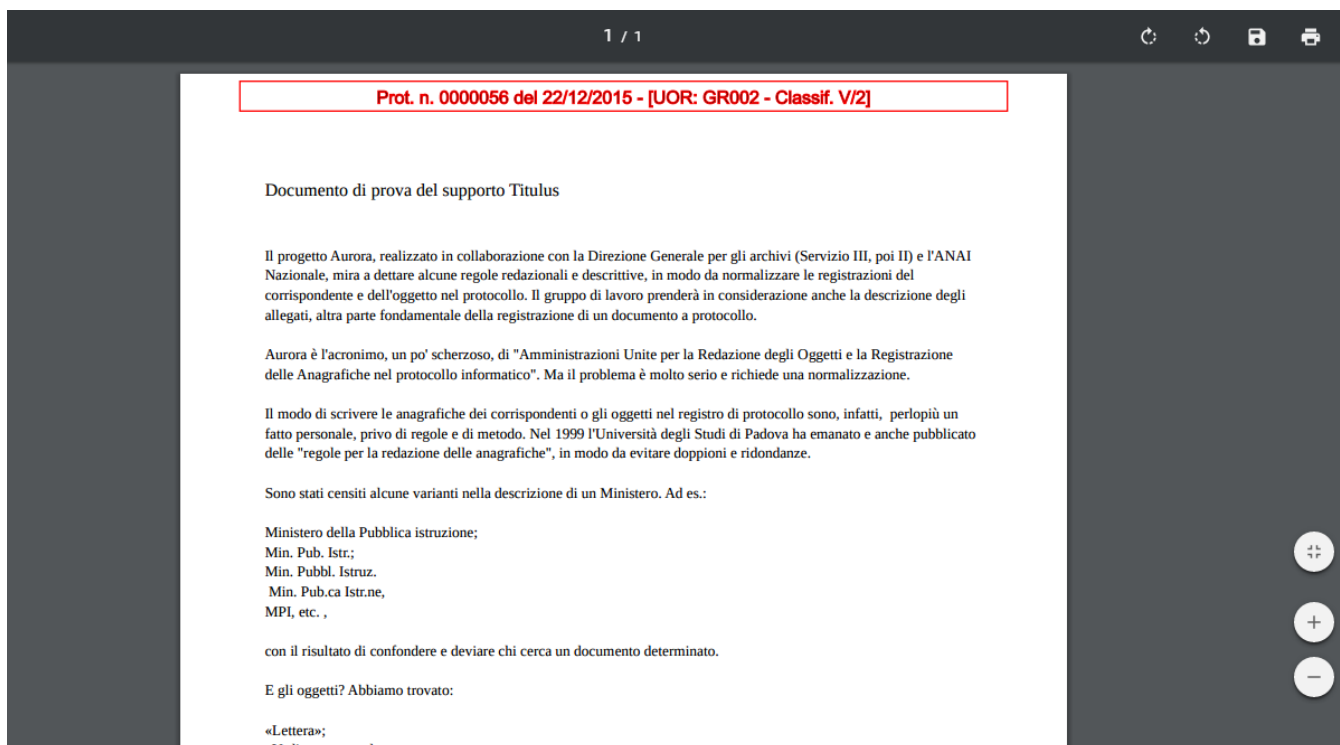 1 / 1
Prot. n. 0000056 del 22/12/2015 - [UOR: GR002 - Classif. V/2]
Documento di prova del supporto Titulus
Il progetto Aurora, realizzato in collaborazione con la Direzione Generale per gli archivi (Servizio III, poi II) e l'ANAI
Nazionale, mira a dettare alcune regole redazionali e descrittive, in modo da normalizzare le registrazioni del
corrispondente e dell'oggetto nel protocollo. Il gruppo di lavoro prenderà in considerazione anche la descrizione degli
allegati, altra parte fondamentale della registrazione di un documento a protocollo.
Aurora è l'acronimo, un po' scherzoso, di "Amministrazioni Unite per la Redazione degli Oggetti e la Registrazione
delle Anagrafiche nel protocollo informatico". Ma il problema è molto serio e richiede una normalizzazione.
Il modo di scrivere le anagrafiche dei corrispondenti o gli oggetti nel registro di protocollo sono, infatti, perlopiù un
fatto personale, privo di regole e di metodo. Nel 1999 l'Università degli Studi di Padova ha emanato e anche pubblicato
delle "regole per la redazione delle anagrafiche", in modo da evitare doppioni e ridondanze.
Sono stati censiti alcune varianti nella descrizione di un Ministero. Ad es.:
Ministero della Pubblica istruzione;
Min. Pub. Istr.;
Min. Pubbl. Istruz.
Min. Pub.ca Istr.ne,
MPI, etc. ,
con il risultato di confondere e deviare chi cerca un documento determinato.
E gli oggetti? Abbiamo trovato:
«Lettera»;